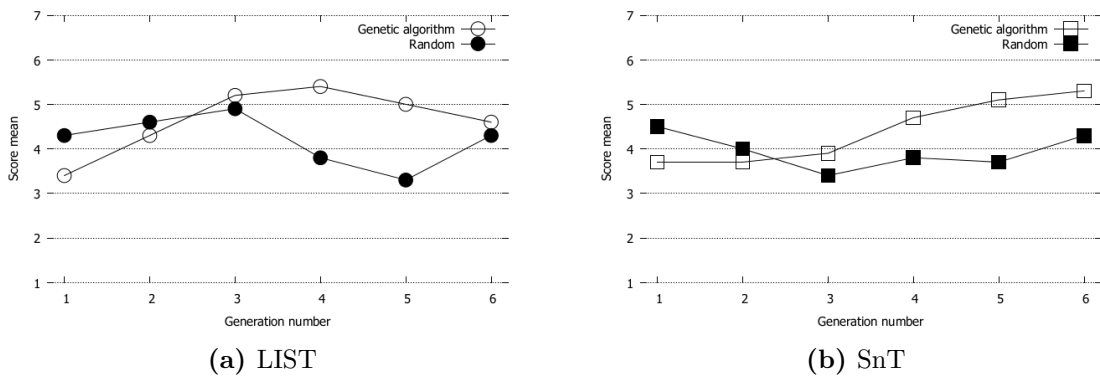 7
6
5
4
3
2
1
Score mean
Genetic algorithm
Random
1 2 3 4 5 6
Generation number
(a) LIST
7
6
5
4
3
2
1
Score mean
Genetic algorithm
Random
1 2 3 4 5 6
Generation number
(b) SnT